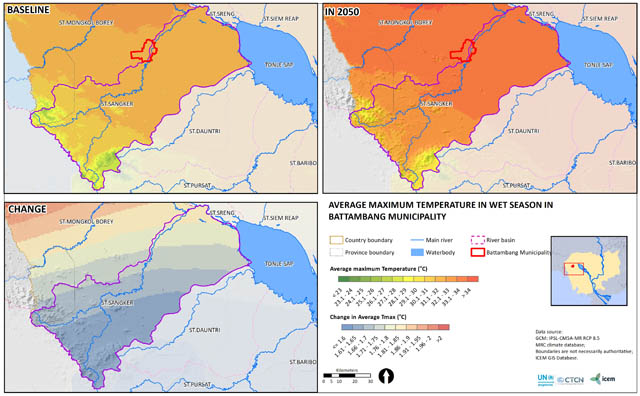 BASELINE
ST.MONGKOL BOREY
ST.SRENG
ST.SIEM REAP
TONLE SAP
ST.SANGKER
ST.DAUNTRI
ST.BARIBO
ST.PURSAT
IN 2050
ST.MONGKOL BOREY
ST.SRENG
ST.SIEM REAP
TONLE SAP
ST.SANGKER
ST.DAUNTRI
ST.BARIBO
ST.PURSAT
CHANGE
ST.MONGKOL BOREY
ST.SRENG
ST.SIEM REAP
TONLE SAP
ST.SANGKER
ST.DAUNTRI
ST.BARIBO
ST.PURSAT
AVERAGE MAXIMUM TEMPERATURE IN WET SEASON IN
BATTAMBANG MUNICIPALITY
Country boundary
Main river
River basin
Province boundary
Waterbody
Battambang Municipality
Average maximum Temperature (°C)
<23
23.1 - 24
24.1 - 25
25.1 - 26
26.1 - 27
27.1 - 28
28.1 - 29
29.1 - 30
30.1 - 31
31.1 - 32
32.1 - 33
33.1 - 34
>34
Change in Average Tmax (°C)
<= 1.6
1.61 - 1.65
1.66 - 1.7
1.71 - 1.75
1.76 - 1.8
1.81 - 1.85
1.86 - 1.9
1.91 - 1.95
1.96 - 2
>2
Kilometers
0 5 10 20 30
Data source:
GCM: IPSL-CM5A-MR RCP 8.5
MRC climate database;
Boundaries are not necessarily authoritative;
ICEM GIS Database.
UN
CTCN
icem